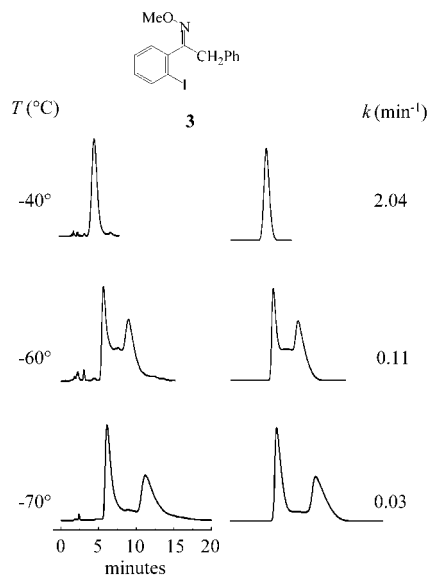 MeO N
CH₂Ph
I
3
T (°C) k (min⁻¹)
-40° 2.04
-60° 0.11
-70° 0.03
0 5 10 15 20
minutes